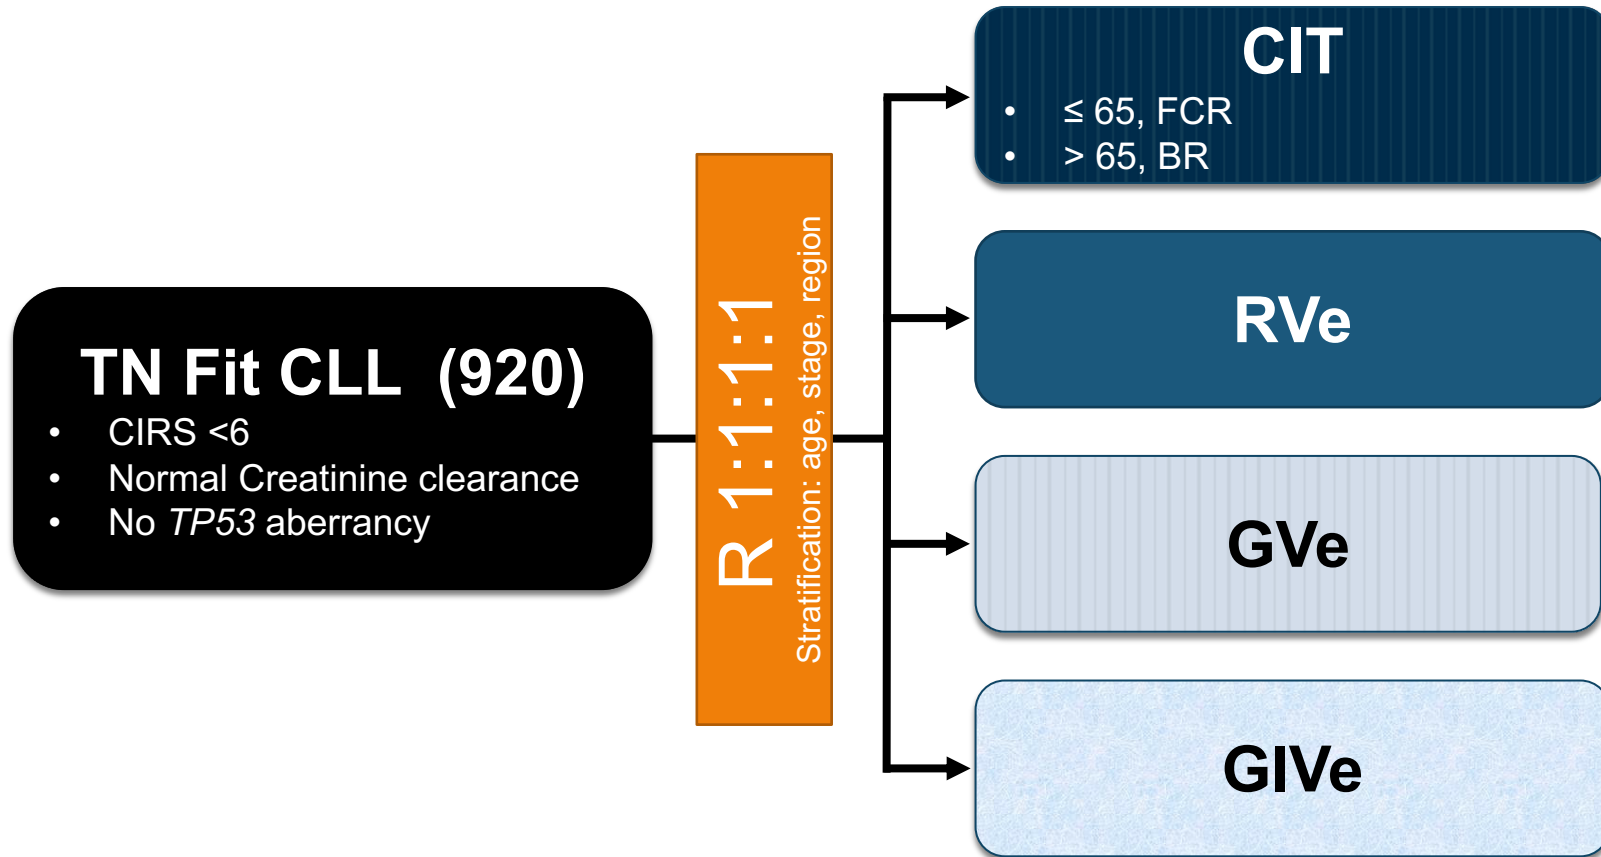 TN Fit CLL (920)
• CIRS <6
• Normal Creatinine clearance
• No TP53 aberrancy
R 1:1:1:1
Stratification: age, stage, region
CIT
• ≤ 65, FCR
• > 65, BR
RVe
GVe
GIVe